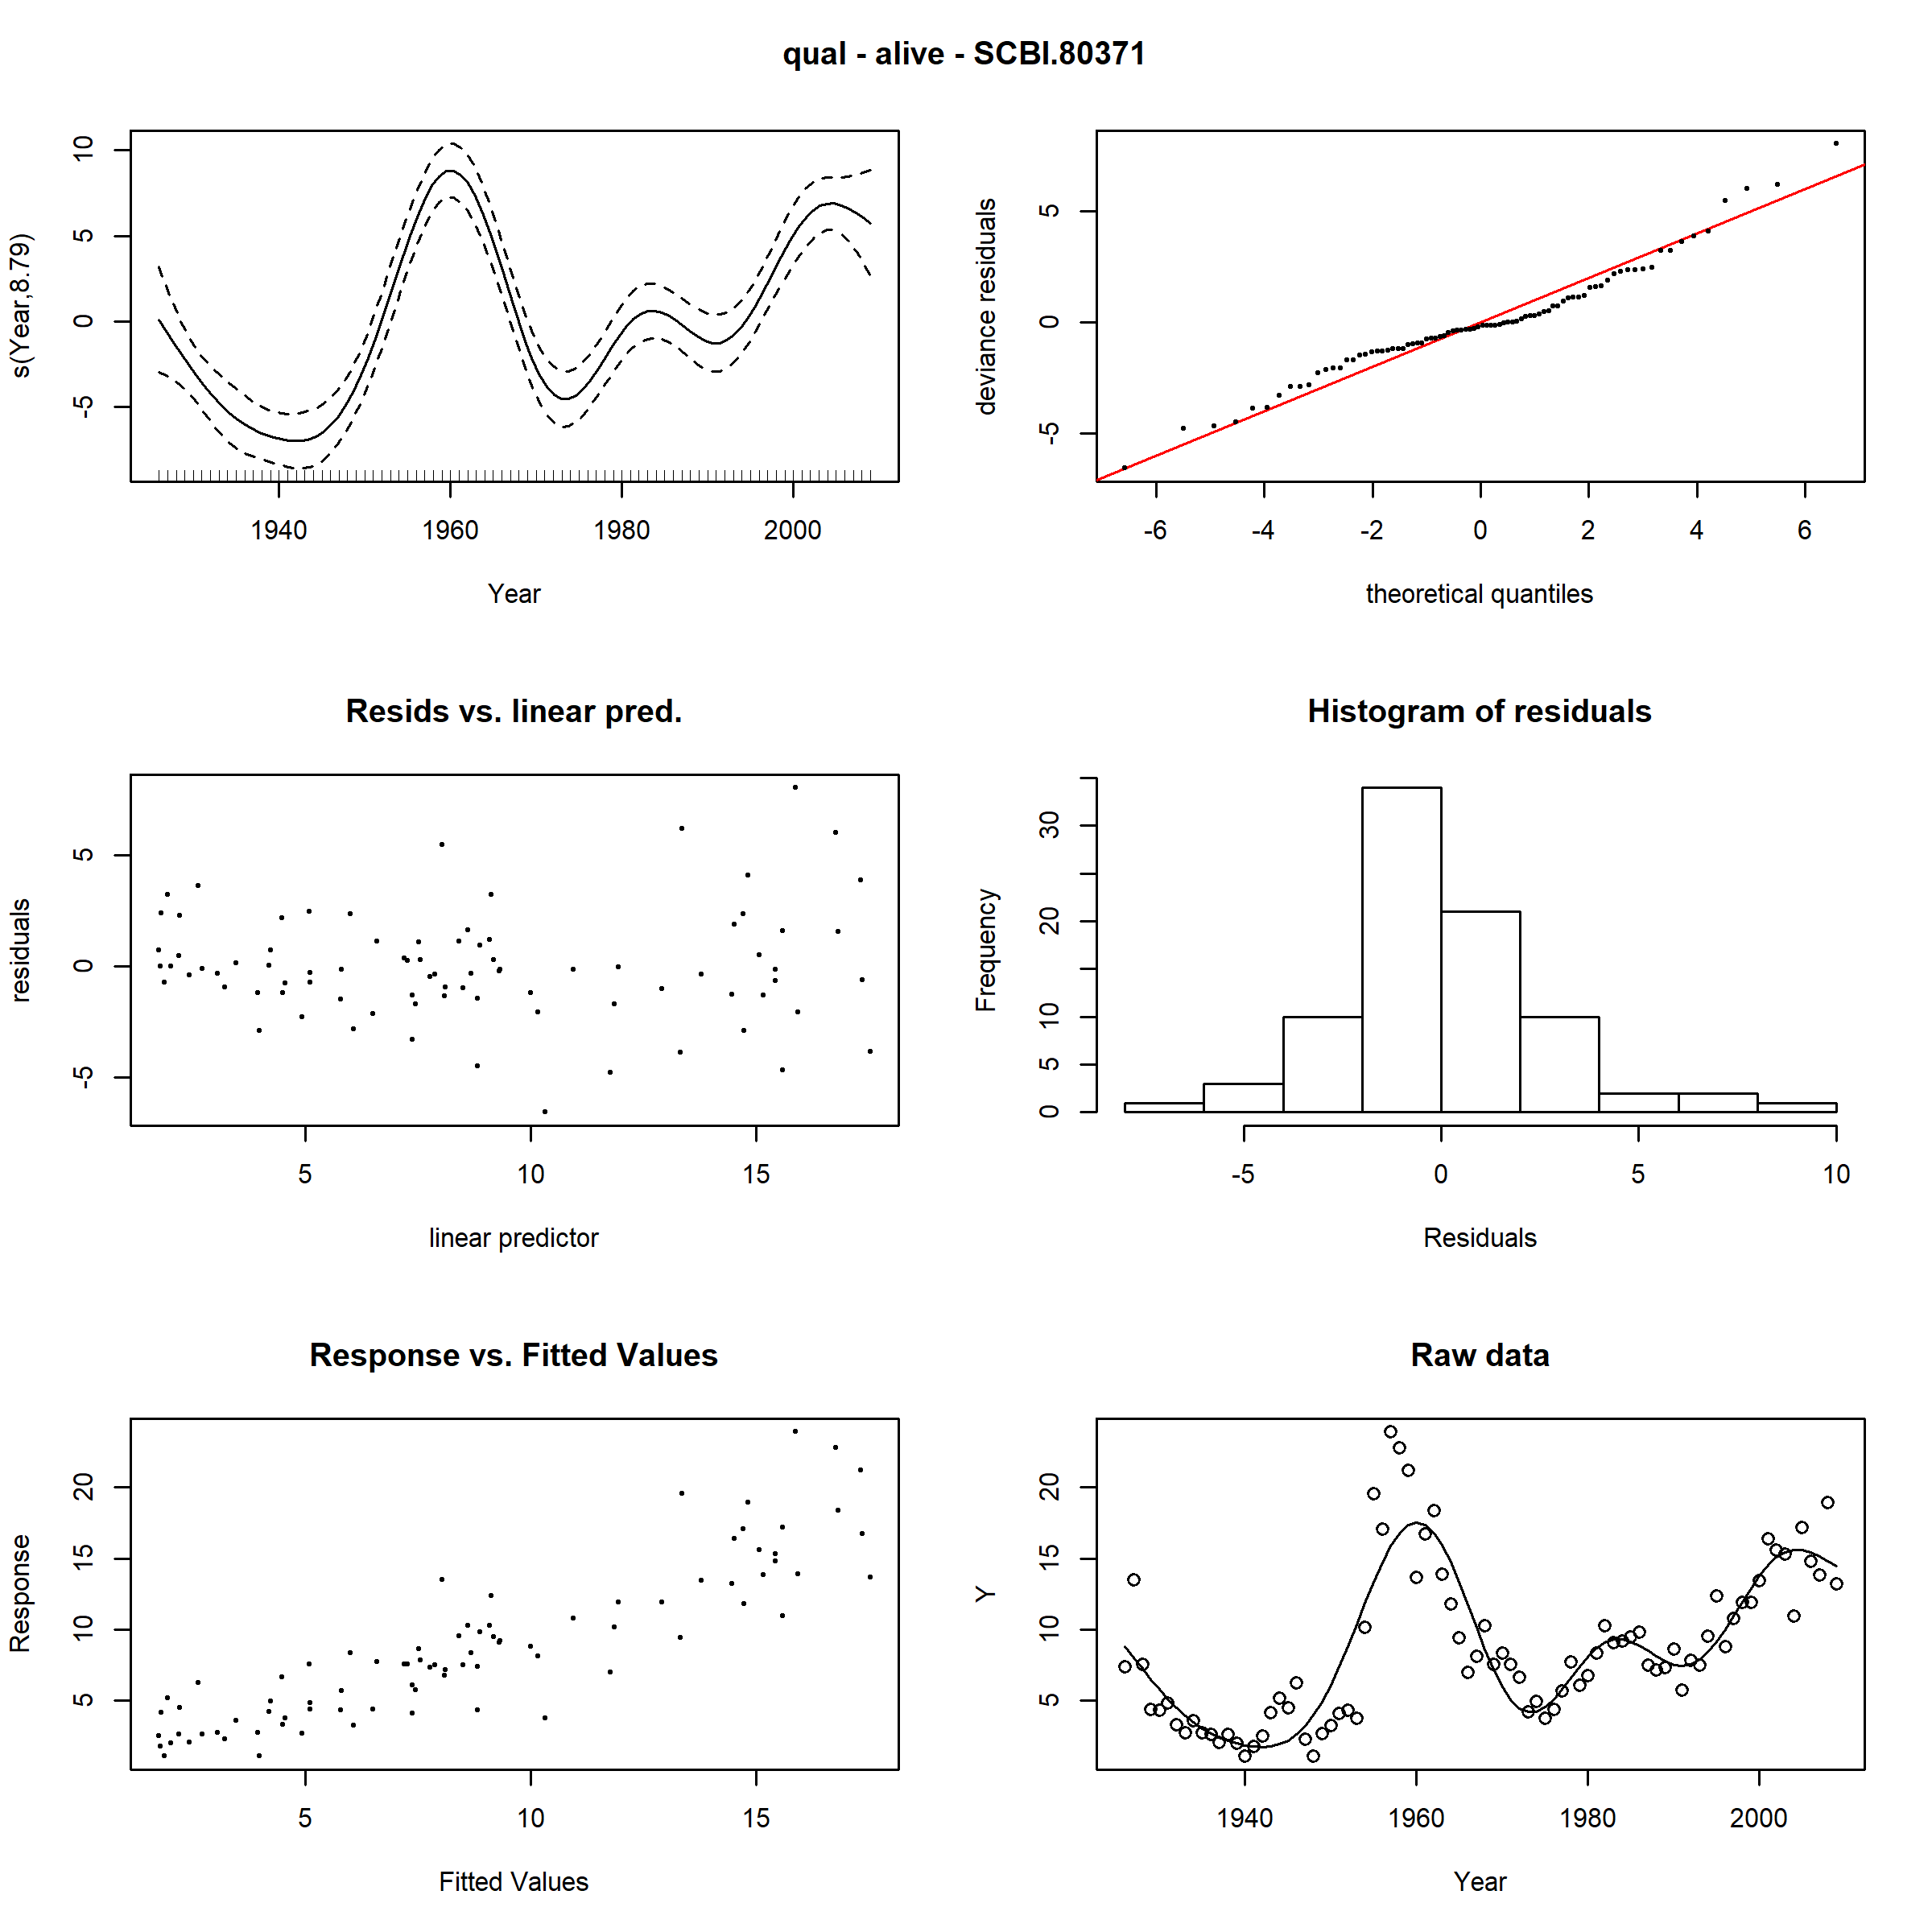 qual - alive - SCBI.80371
s(Year,8.79)
10
5
0
-5
1940 1960 1980 2000
Year
deviance residuals
5
0
-5
-6 -4 -2 0 2 4 6
theoretical quantiles
Resids vs. linear pred.
residuals
5
0
-5
5 10 15
linear predictor
Histogram of residuals
Frequency
30
20
10
5
0
-5 0 5 10
Residuals
Response vs. Fitted Values
Response
20
15
10
5
5 10 15
Fitted Values
Raw data
Y
20
15
10
5
1940 1960 1980 2000
Year